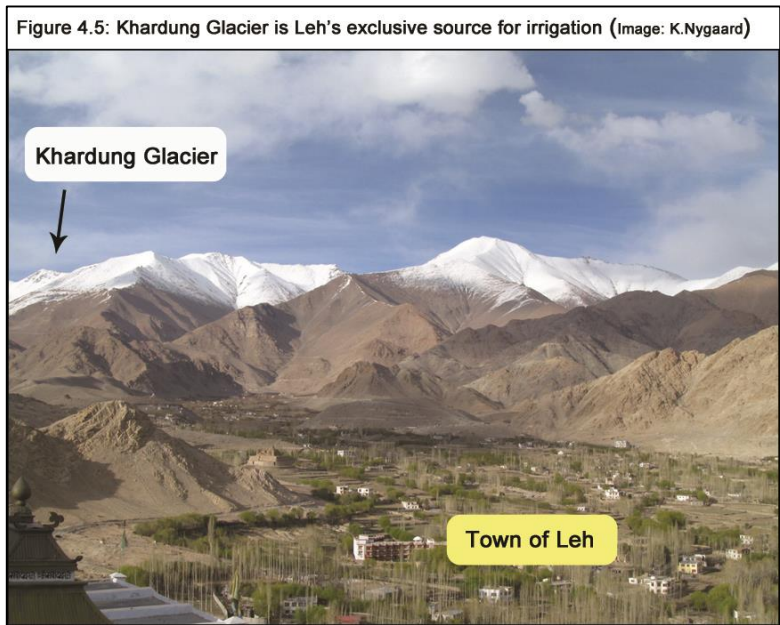 Figure 4.5: Khardung Glacier is Leh's exclusive source for irrigation (Image: K.Nygaard)
Khardung Glacier
Town of Leh